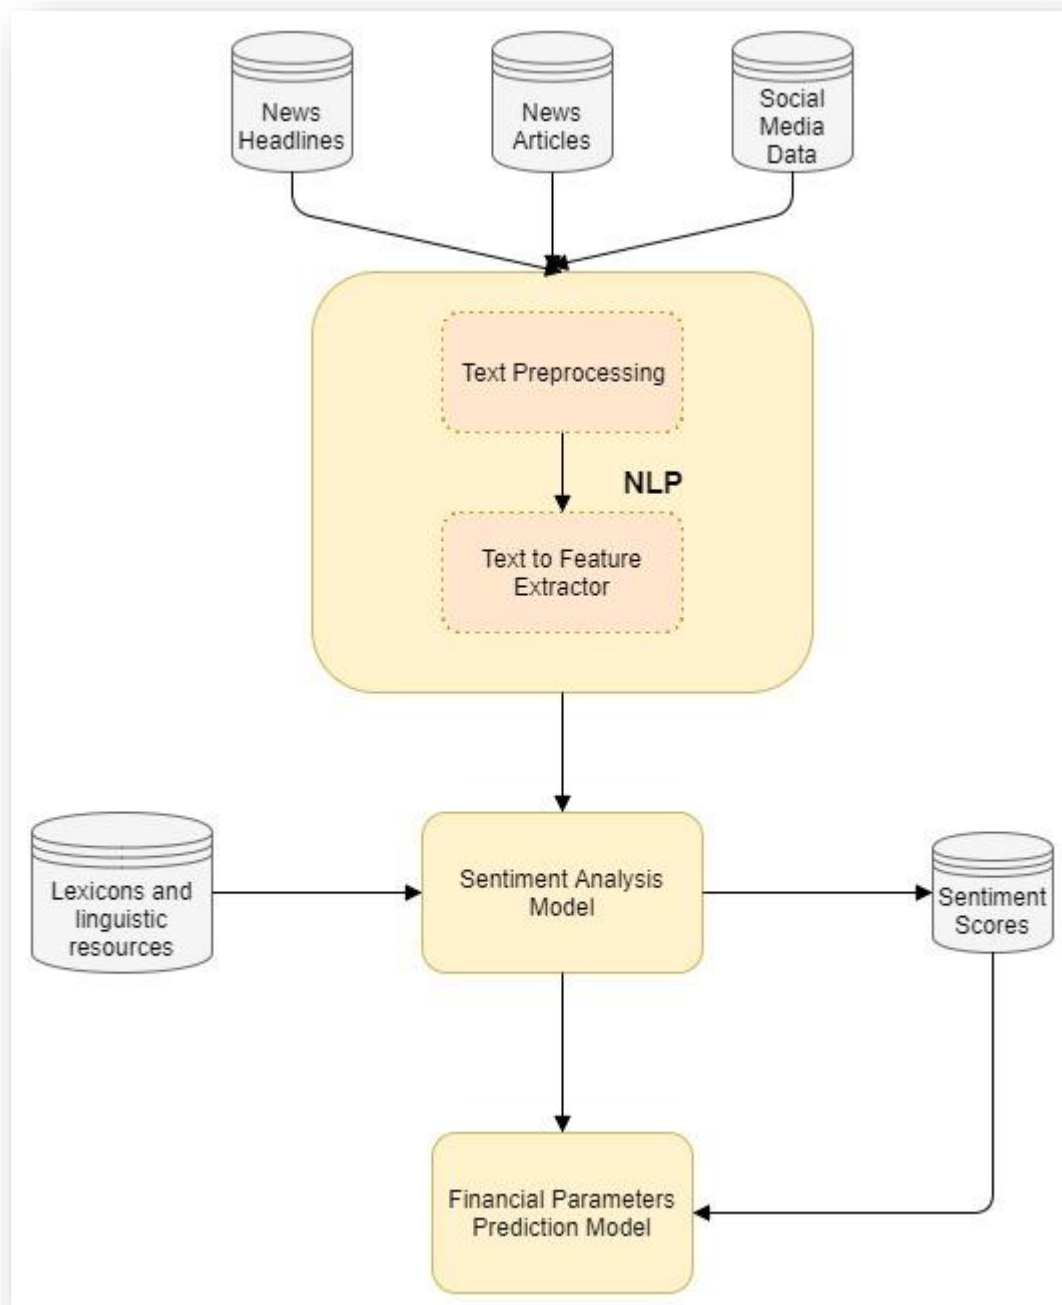 News
Headlines
News
Articles
Social
Media
Data
Text Preprocessing
NLP
Text to Feature
Extractor
Lexicons and
linguistic
resources
Sentiment Analysis
Model
Sentiment
Scores
Financial Parameters
Prediction Model